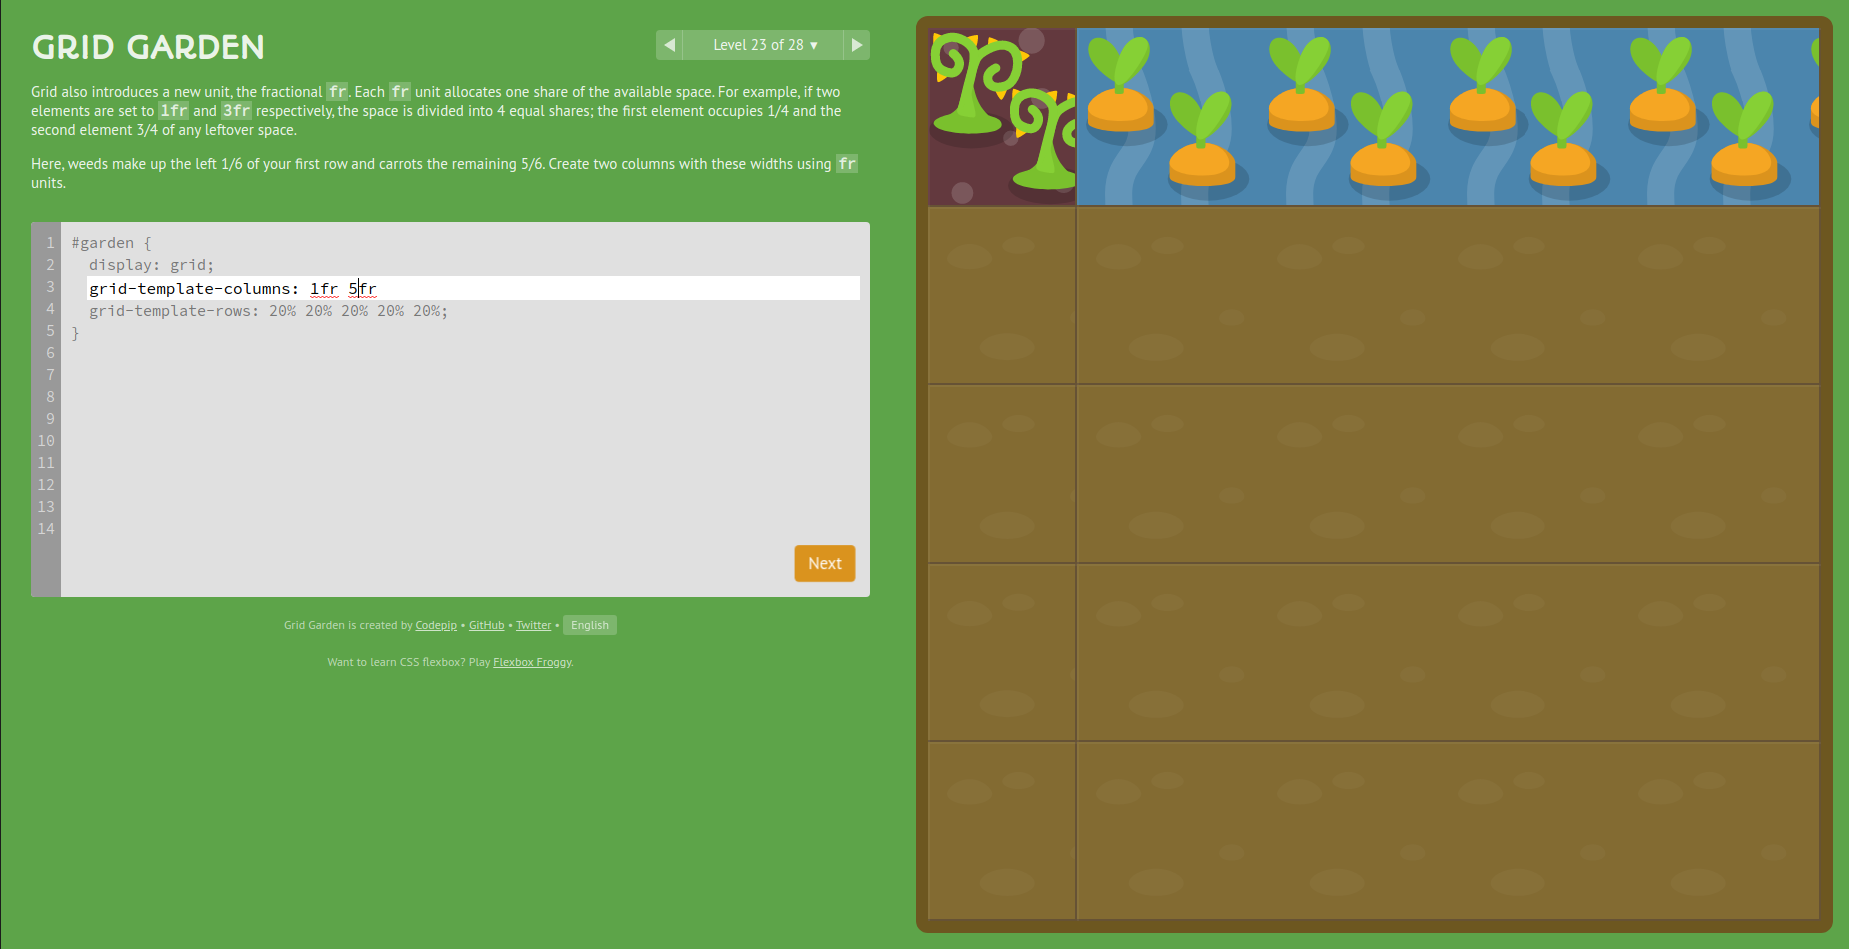 GRID GARDEN
◀ Level 23 of 28 ▼ ▶
Grid also introduces a new unit, the fractional fr. Each fr unit allocates one share of the available space. For example, if two
elements are set to 1fr and 3fr respectively, the space is divided into 4 equal shares; the first element occupies 1/4 and the
second element 3/4 of any leftover space.
Here, weeds make up the left 1/6 of your first row and carrots the remaining 5/6. Create two columns with these widths using fr
units.
1 #garden {
2 display: grid;
3 grid-template-columns: 1fr 5fr
4 grid-template-rows: 20% 20% 20% 20% 20%;
5 }
6
7
8
9
10
11
12
13
14
Next
Grid Garden is created by Codepip • GitHub • Twitter • English
Want to learn CSS flexbox? Play Flexbox Froggy.